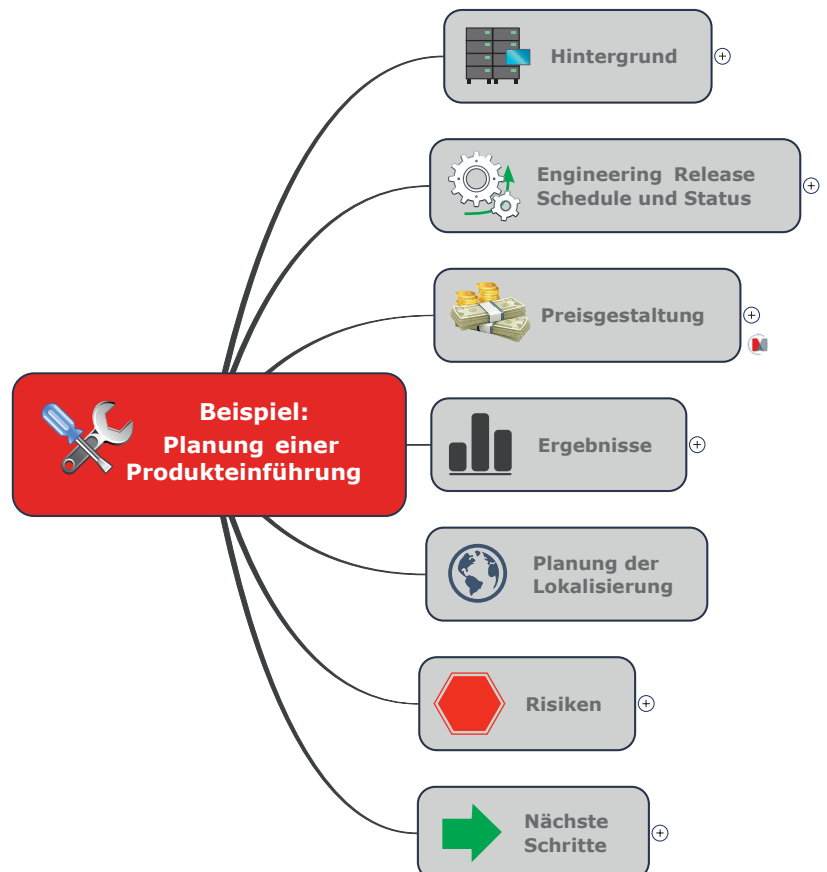 Hintergrund
Engineering Release
Schedule und Status
Preisgestaltung
Beispiel:
Planung einer
Produkteinführung
Ergebnisse
Planung der
Lokalisierung
Risiken
Nächste
Schritte